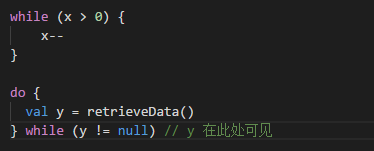 while (x > 0) {
    x--
}

do {
  val y = retrieveData()
} while (y != null) // y 在此处可见